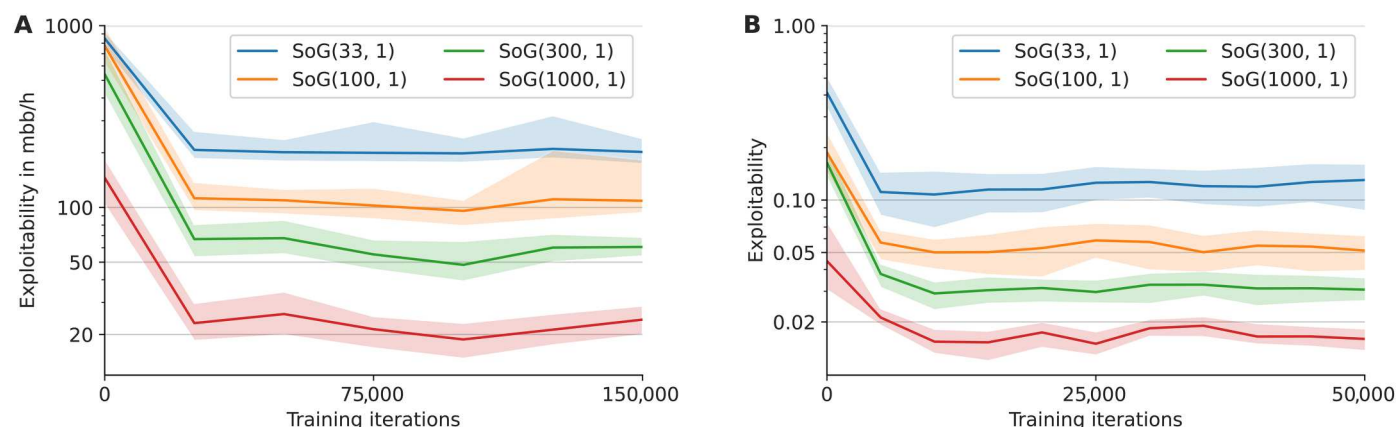 A
1000
100
50
20
Exploitability in mbb/h
SoG(33, 1)
SoG(100, 1)
SoG(300, 1)
SoG(1000, 1)
0
75,000
150,000
Training iterations
B
1.00
0.10
0.05
0.02
Exploitability
SoG(33, 1)
SoG(100, 1)
SoG(300, 1)
SoG(1000, 1)
0
25,000
50,000
Training iterations